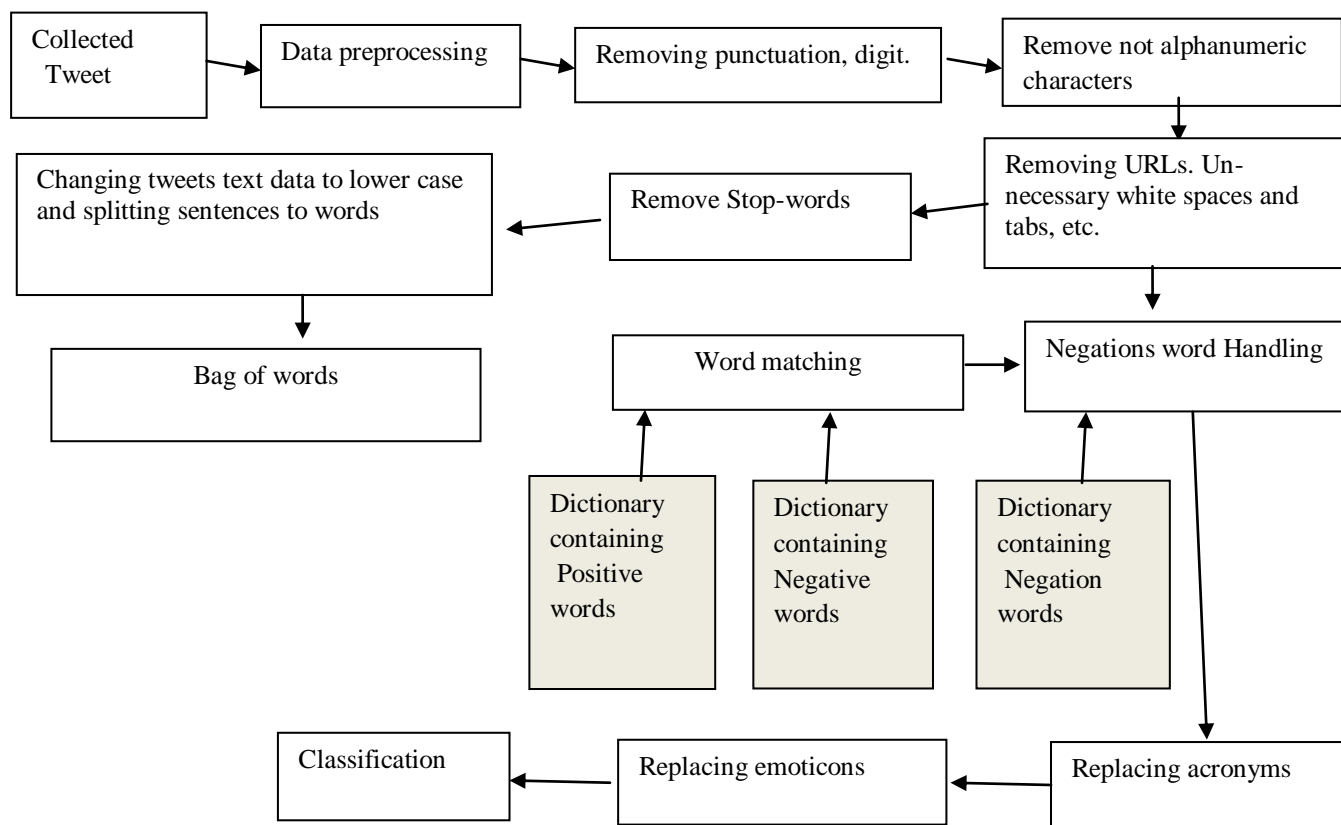 Collected
Tweet
Data preprocessing
Removing punctuation, digit.
Remove not alphanumeric
characters
Changing tweets text data to lower case
and splitting sentences to words
Remove Stop-words
Removing URLs. Un-
necessary white spaces and
tabs, etc.
Bag of words
Word matching
Negations word Handling
Dictionary
containing
Positive
words
Dictionary
containing
Negative
words
Dictionary
containing
Negation
words
Classification
Replacing emoticons
Replacing acronyms